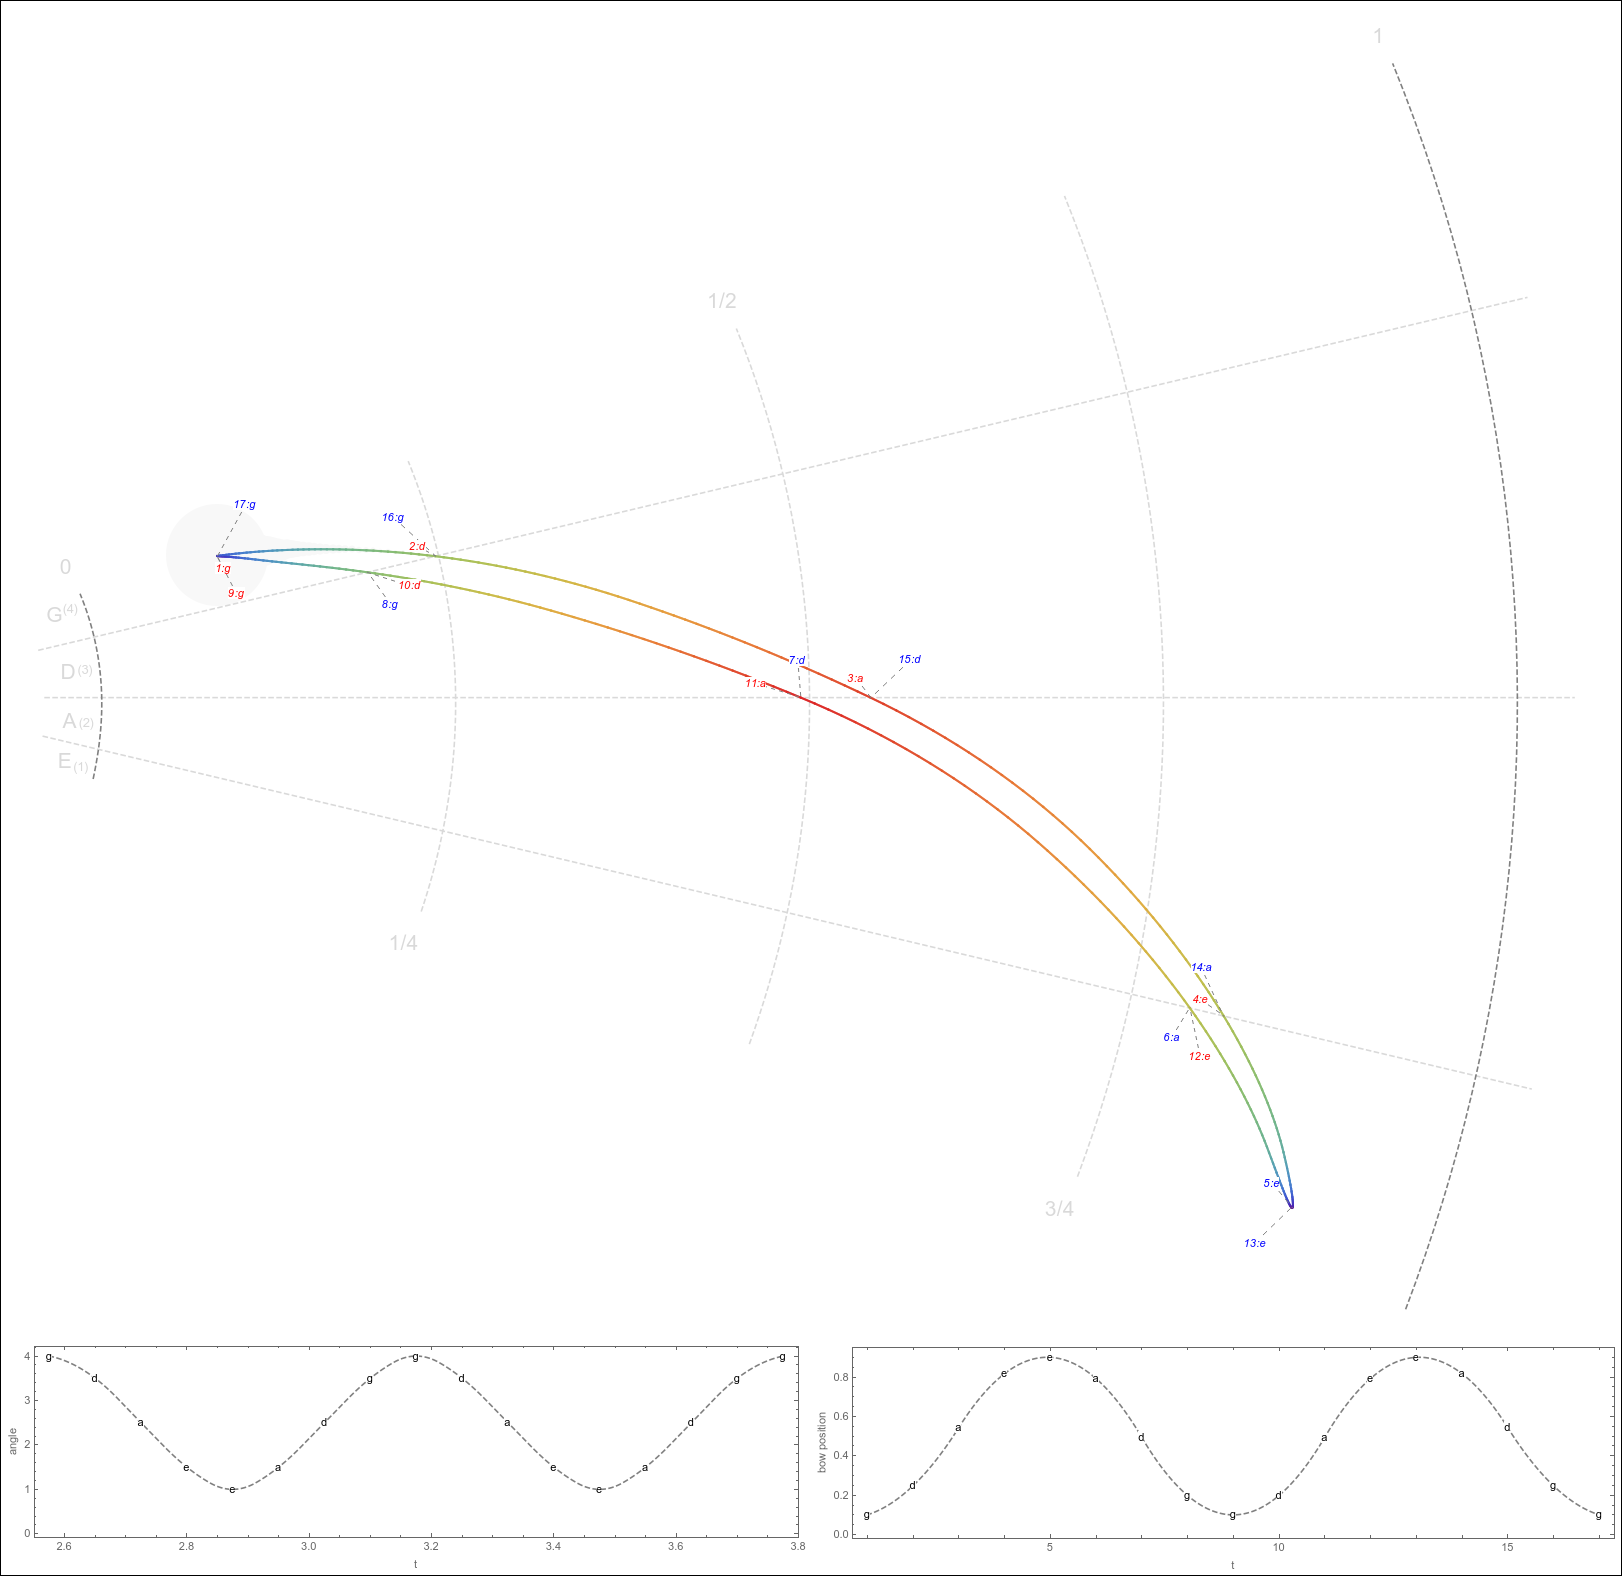 1
1/2
17:g
16:g
2:d
0
1:g
10:d
9:g
8:g
G(4)
7:d
15:d
D(3)
3:a
11:a
A(2)
E(1)
1/4
14:a
4:e
6:a
12:e
5:e
3/4
13:e
angle
4
3
2
1
0
g
d
a
e
e
a
d
g
g
d
a
e
e
a
d
g
g
2.6
2.8
3.0
3.2
3.4
3.6
3.8
t
bow position
0.8
0.6
0.4
0.2
0.0
g
d
a
e
e
a
d
g
g
d
a
e
e
a
d
g
g
5
10
15
t